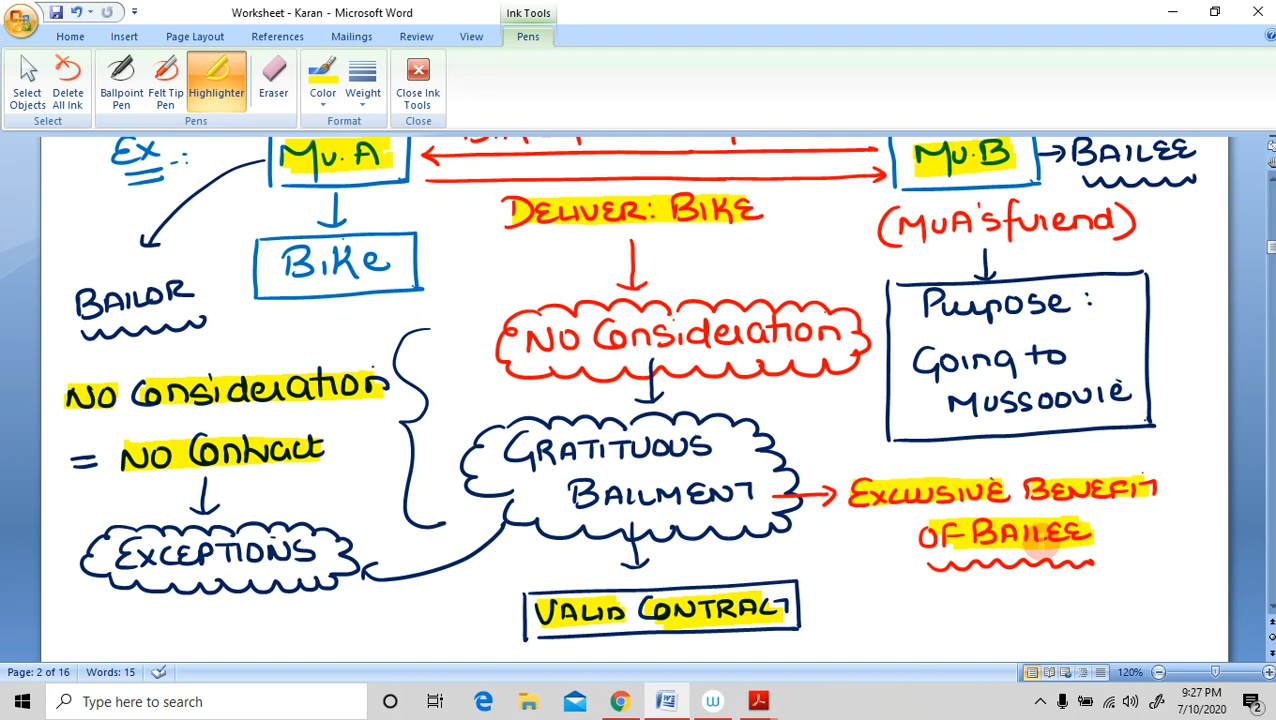 Worksheet - Karan - Microsoft Word
Ink Tools
Home
Insert
Page Layout
References
Mailings
Review
View
Pens
Select Objects
Delete All Ink
Ballpoint Pen
Felt Tip Pen
Highlighter
Eraser
Color
Weight
Close Ink Tools
Select
Pens
Format
Close
Ex :
Mr. A
Mr. B
BAILEE
DELIVER: BIKE
(Mr A's friend)
Bike
BAILOR
Purpose :
Going to
Mussoorie
No Consideration
No Consideration
= No Contract
GRATITUOUS
BAILMENT
EXCLUSIVE BENEFIT
OF BAILEE
EXCEPTIONS
VALID CONTRACT
Page: 2 of 16
Words: 15
120%
Type here to search
9:27 PM
7/10/2020
2